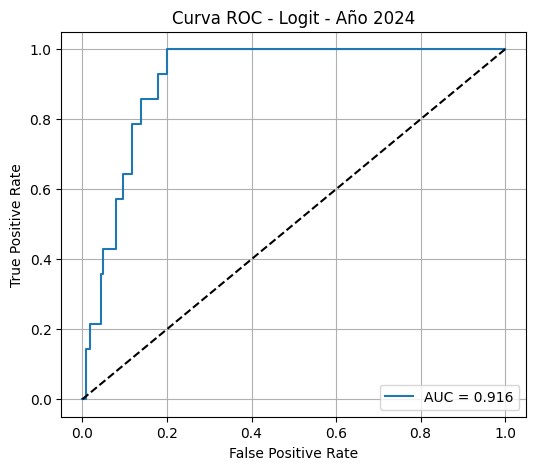 Curva ROC - Logit - Año 2024
True Positive Rate
1.0
0.8
0.6
0.4
0.2
0.0
AUC = 0.916
0.0 0.2 0.4 0.6 0.8 1.0
False Positive Rate